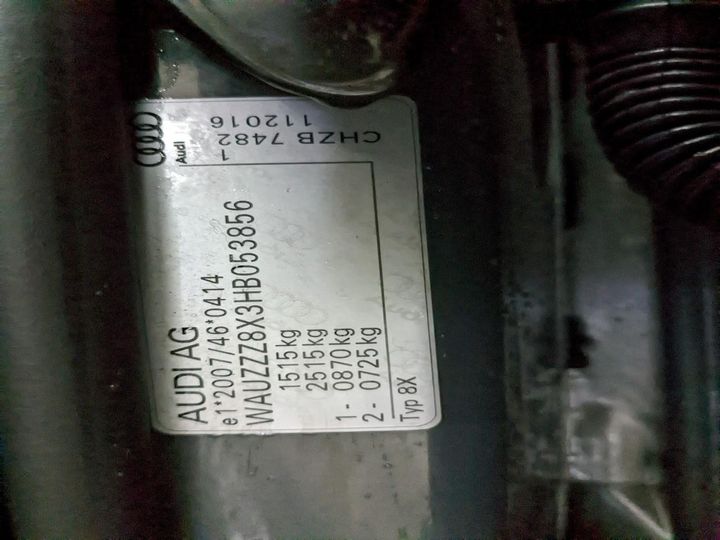 AUDI AG
e1*2007/46*0414
WAUZZZ8X3HB053856
1515kg
2515kg
1- 0870kg
2- 0725kg
Typ 8X
Audi
CHZB 7482
112016 1